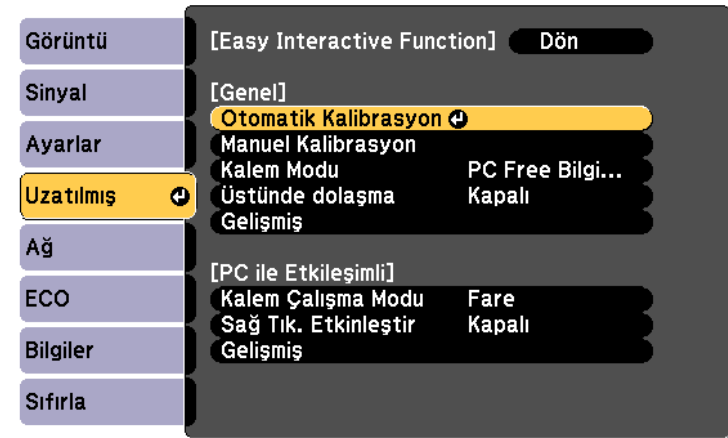 Görüntü
Sinyal
Ayarlar
Uzatılmış
Ağ
ECO
Bilgiler
Sıfırla
[Easy Interactive Function] Dön
[Genel]
Otomatik Kalibrasyon
Manuel Kalibrasyon
Kalem Modu PC Free Bilgi...
Üstünde dolaşma Kapalı
Gelişmiş
[PC ile Etkileşimli]
Kalem Çalışma Modu Fare
Sağ Tık. Etkinleştir Kapalı
Gelişmiş